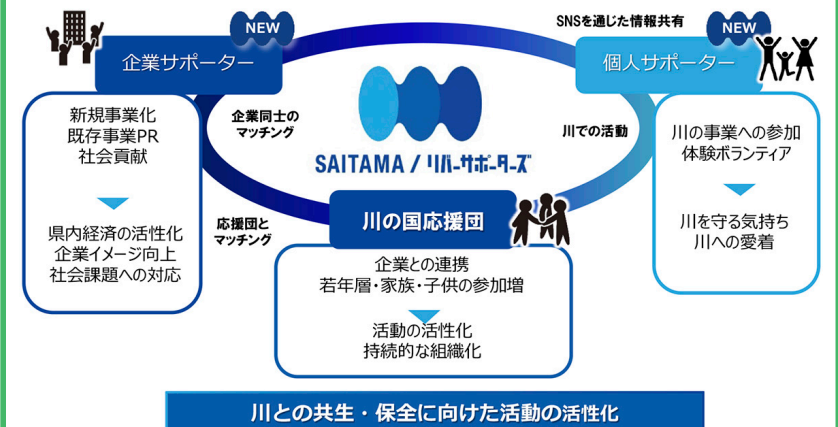 SNSを通じた情報共有
NEW
NEW
企業サポーター
個人サポーター
新規事業化
既存事業PR
社会貢献
県内経済の活性化
企業イメージ向上
社会課題への対応
企業同士の
マッチング
川での活動
SAITAMA / リバーサポーターズ
川の事業への参加
体験ボランティア
川を守る気持ち
川への愛着
応援団と
マッチング
川の国応援団
企業との連携
若年層・家族・子供の参加増
活動の活性化
持続的な組織化
川との共生・保全に向けた活動の活性化